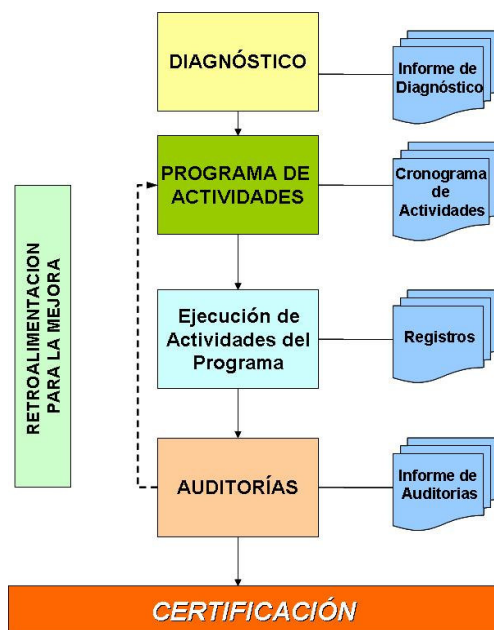 DIAGNÓSTICO
Informe de
Diagnóstico
PROGRAMA DE
ACTIVIDADES
Cronograma
de
Actividades
RETROALIMENTACION
PARA LA MEJORA
Ejecución de
Actividades del
Programa
Registros
AUDITORÍAS
Informe de
Auditorias
CERTIFICACIÓN